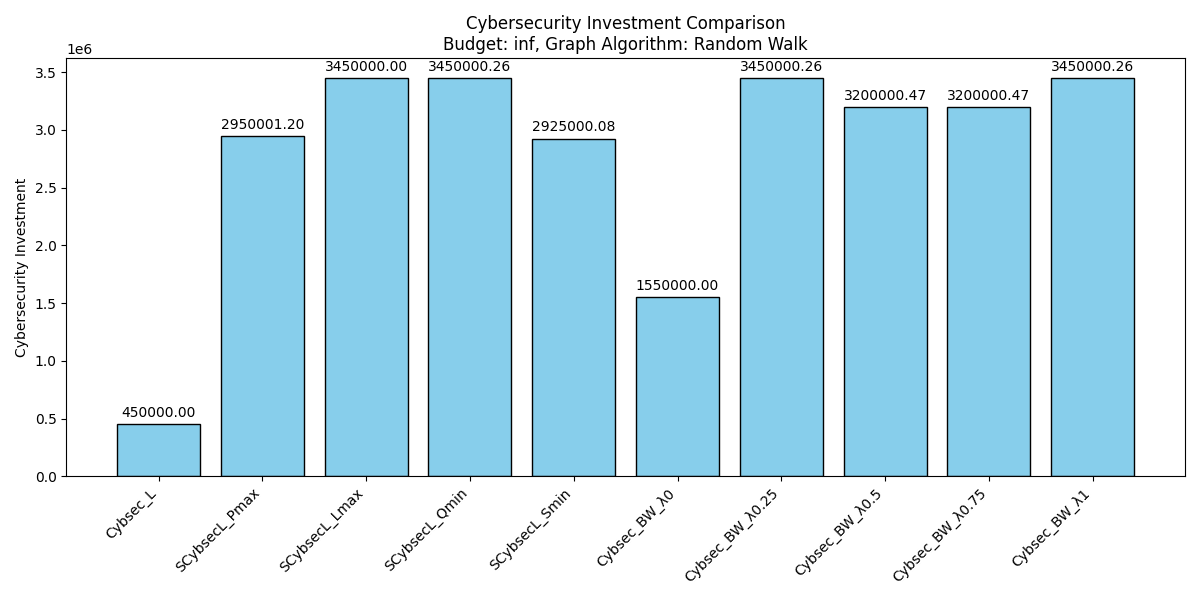 Cybersecurity Investment Comparison
Budget: inf, Graph Algorithm: Random Walk
1e6
3.5
3.0
2.5
2.0
1.5
1.0
0.5
0.0
Cybersecurity Investment
450000.00
2950001.20
3450000.00
3450000.26
2925000.08
1550000.00
3450000.26
3200000.47
3200000.47
3450000.26
Cybsec_L
SCybsecL_Pmax
SCybsecL_Lmax
SCybsecL_Qmin
SCybsecL_Smin
Cybsec_BW_λ0
Cybsec_BW_λ0.25
Cybsec_BW_λ0.5
Cybsec_BW_λ0.75
Cybsec_BW_λ1